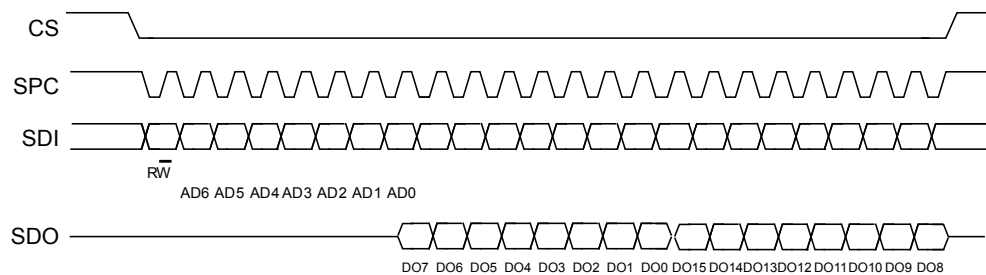 CS
SPC
SDI
RW
AD6 AD5 AD4 AD3 AD2 AD1 AD0
SDO
DO7 DO6 DO5 DO4 DO3 DO2 DO1 DO0 DO15 DO14 DO13 DO12 DO11 DO10 DO9 DO8